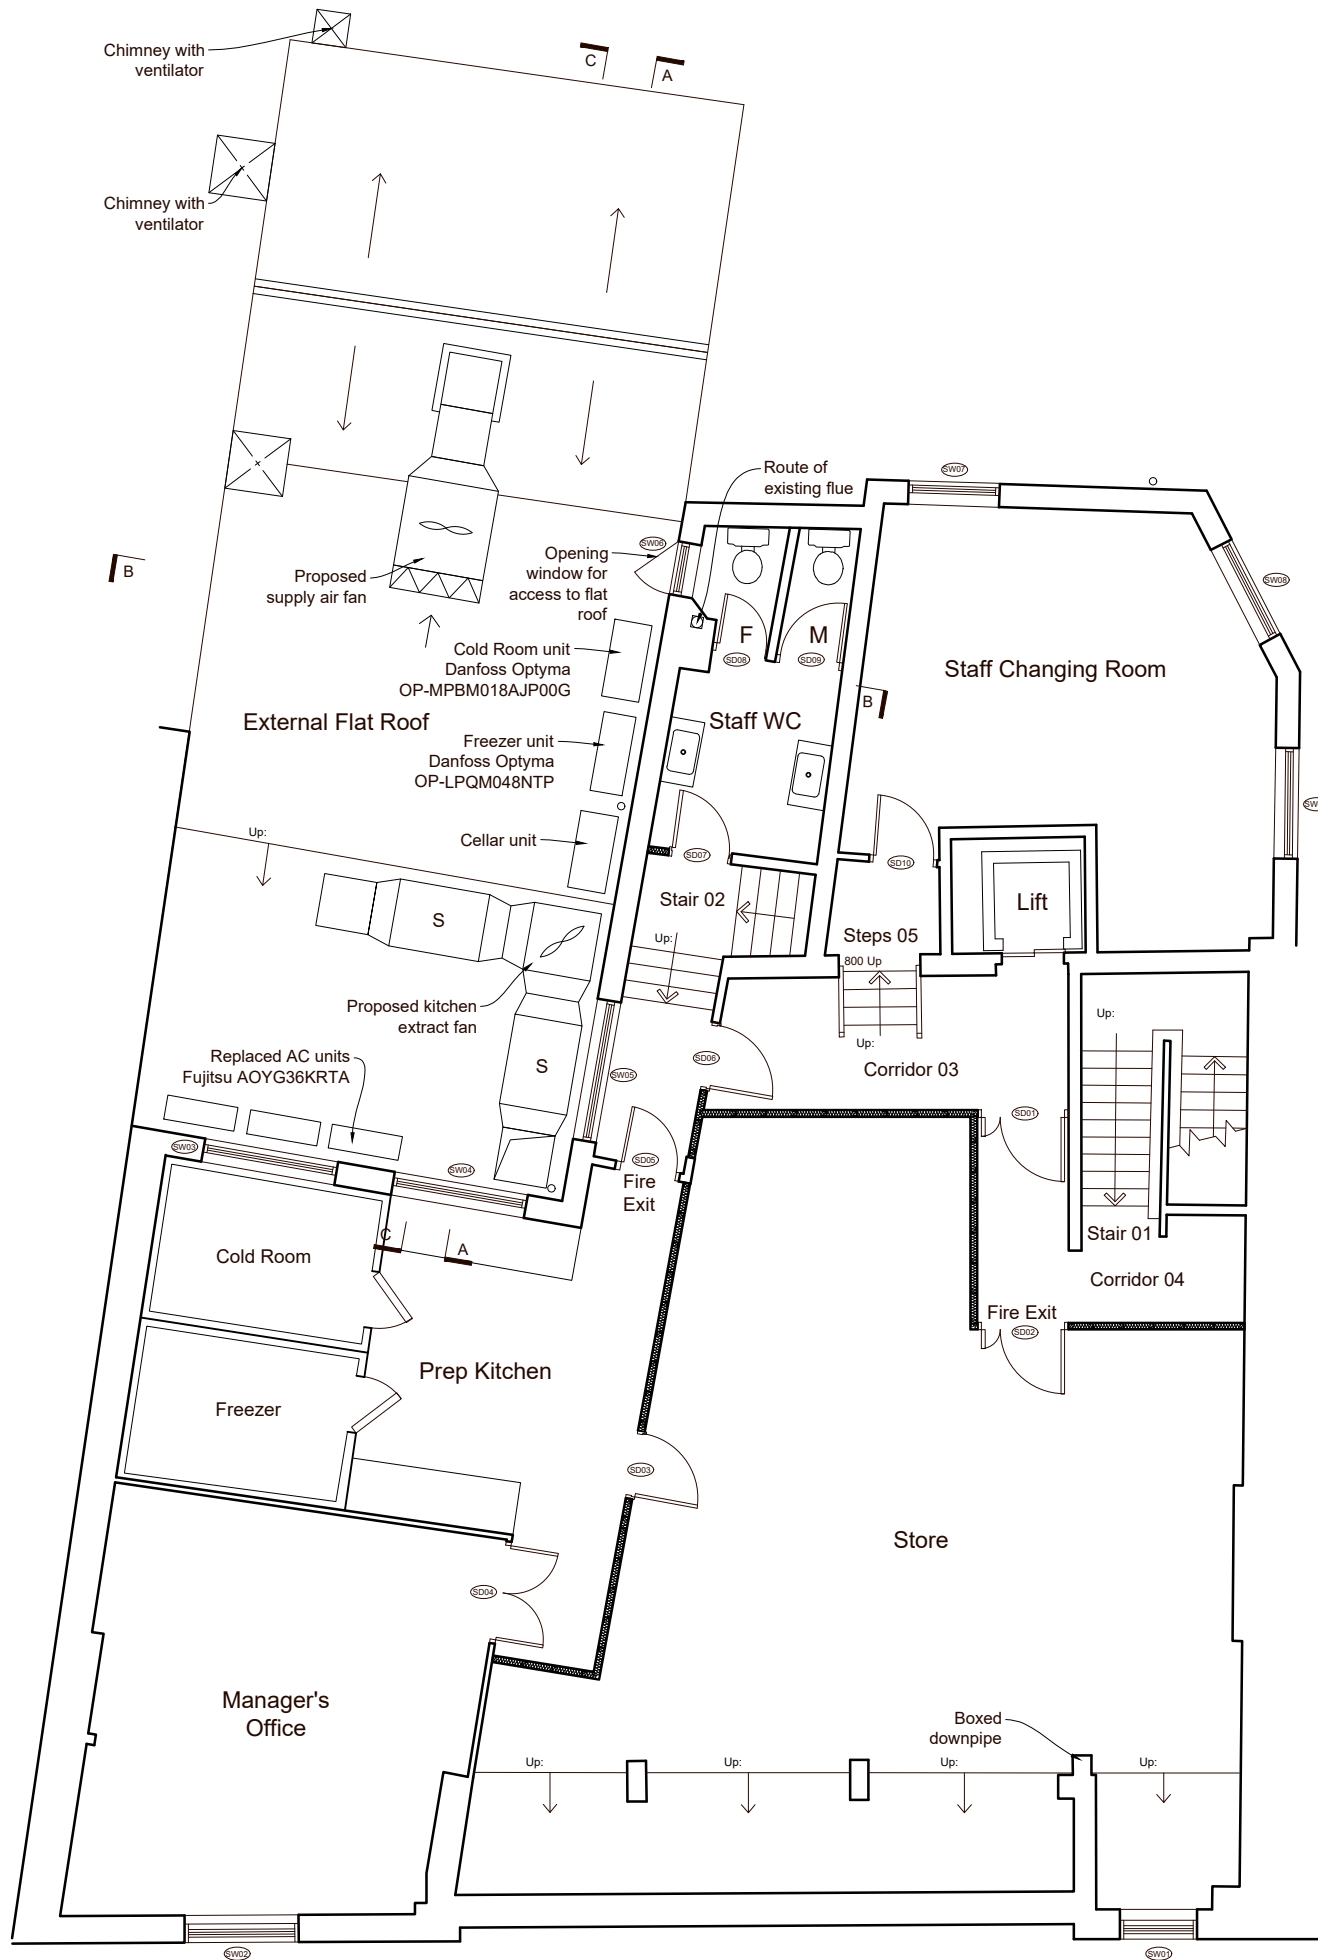 Chimney with
ventilator
C
A
Chimney with
ventilator
Route of
existing flue
SW07
SW06
Opening
window for
access to flat
roof
SW08
B
Proposed
supply air fan
F
M
SD08
SD09
Cold Room unit
Danfoss Optyma
OP-MPBM018AJP00G
Staff Changing Room
B
External Flat Roof
Staff WC
Freezer unit
Danfoss Optyma
OP-LPQM048NTP
Up:
Cellar unit
SD07
SD10
Stair 02
Lift
S
Up:
Steps 05
800 Up
Proposed kitchen
extract fan
Up:
Up:
Replaced AC units
Fujitsu AOYG36KRTA
S
SW05
SD06
Corridor 03
SD01
SW03
SW04
SD05
Fire
Exit
C
A
Stair 01
Cold Room
Corridor 04
Fire Exit
SD02
Prep Kitchen
Freezer
SD03
Store
SD04
Manager's
Office
Boxed
downpipe
Up:
Up:
Up:
Up:
SW02
SW01